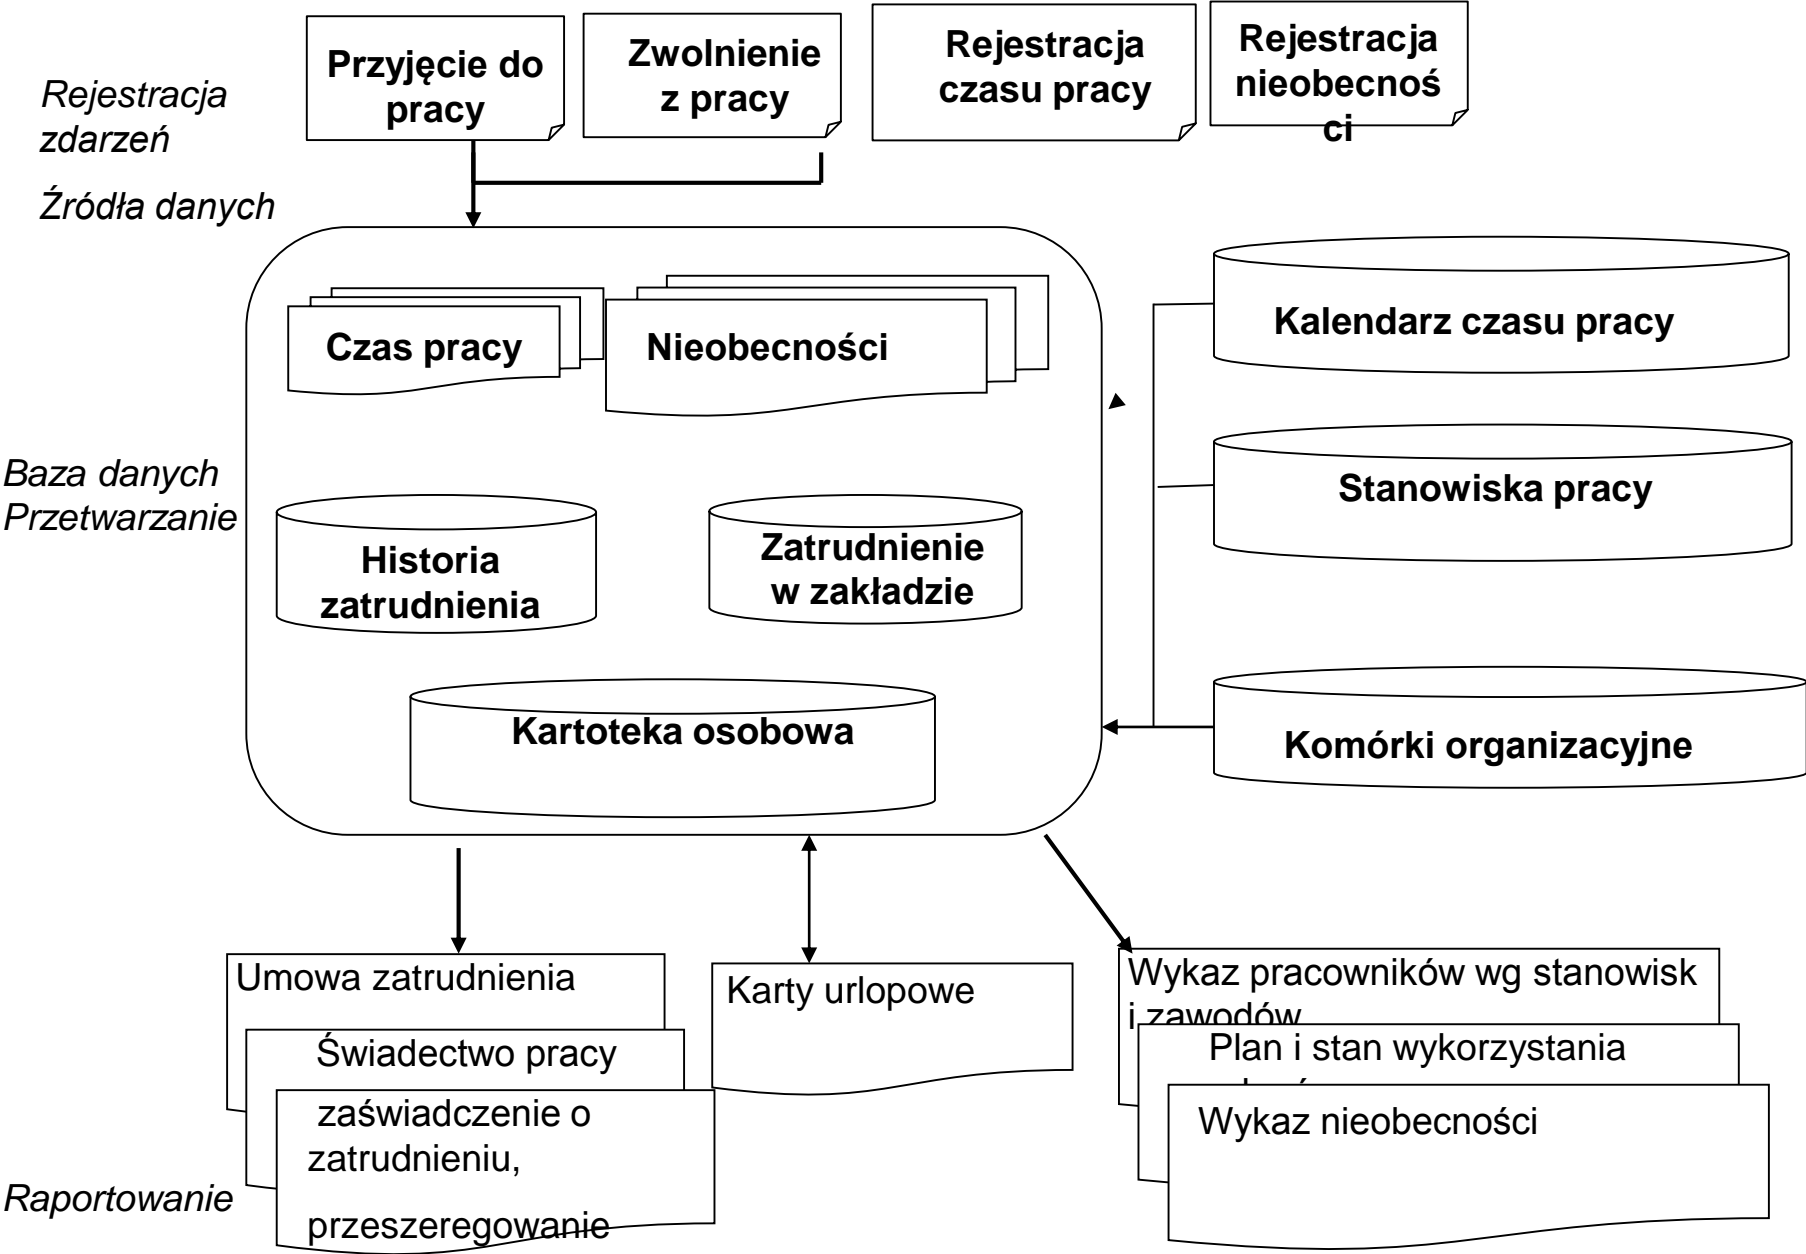 Przyjęcie do
pracy
Zwolnienie
z pracy
Rejestracja
czasu pracy
Rejestracja
nieobecnoś
ci
Rejestracja
zdarzeń
Źródła danych
Czas pracy
Nieobecności
Kalendarz czasu pracy
Baza danych
Przetwarzanie
Stanowiska pracy
Historia
zatrudnienia
Zatrudnienie
w zakładzie
Kartoteka osobowa
Komórki organizacyjne
Umowa zatrudnienia
Świadectwo pracy
zaświadczenie o
zatrudnieniu,
przeszeregowanie
Karty urlopowe
Wykaz pracowników wg stanowisk
i zawodów
Plan i stan wykorzystania
Wykaz nieobecności
Raportowanie